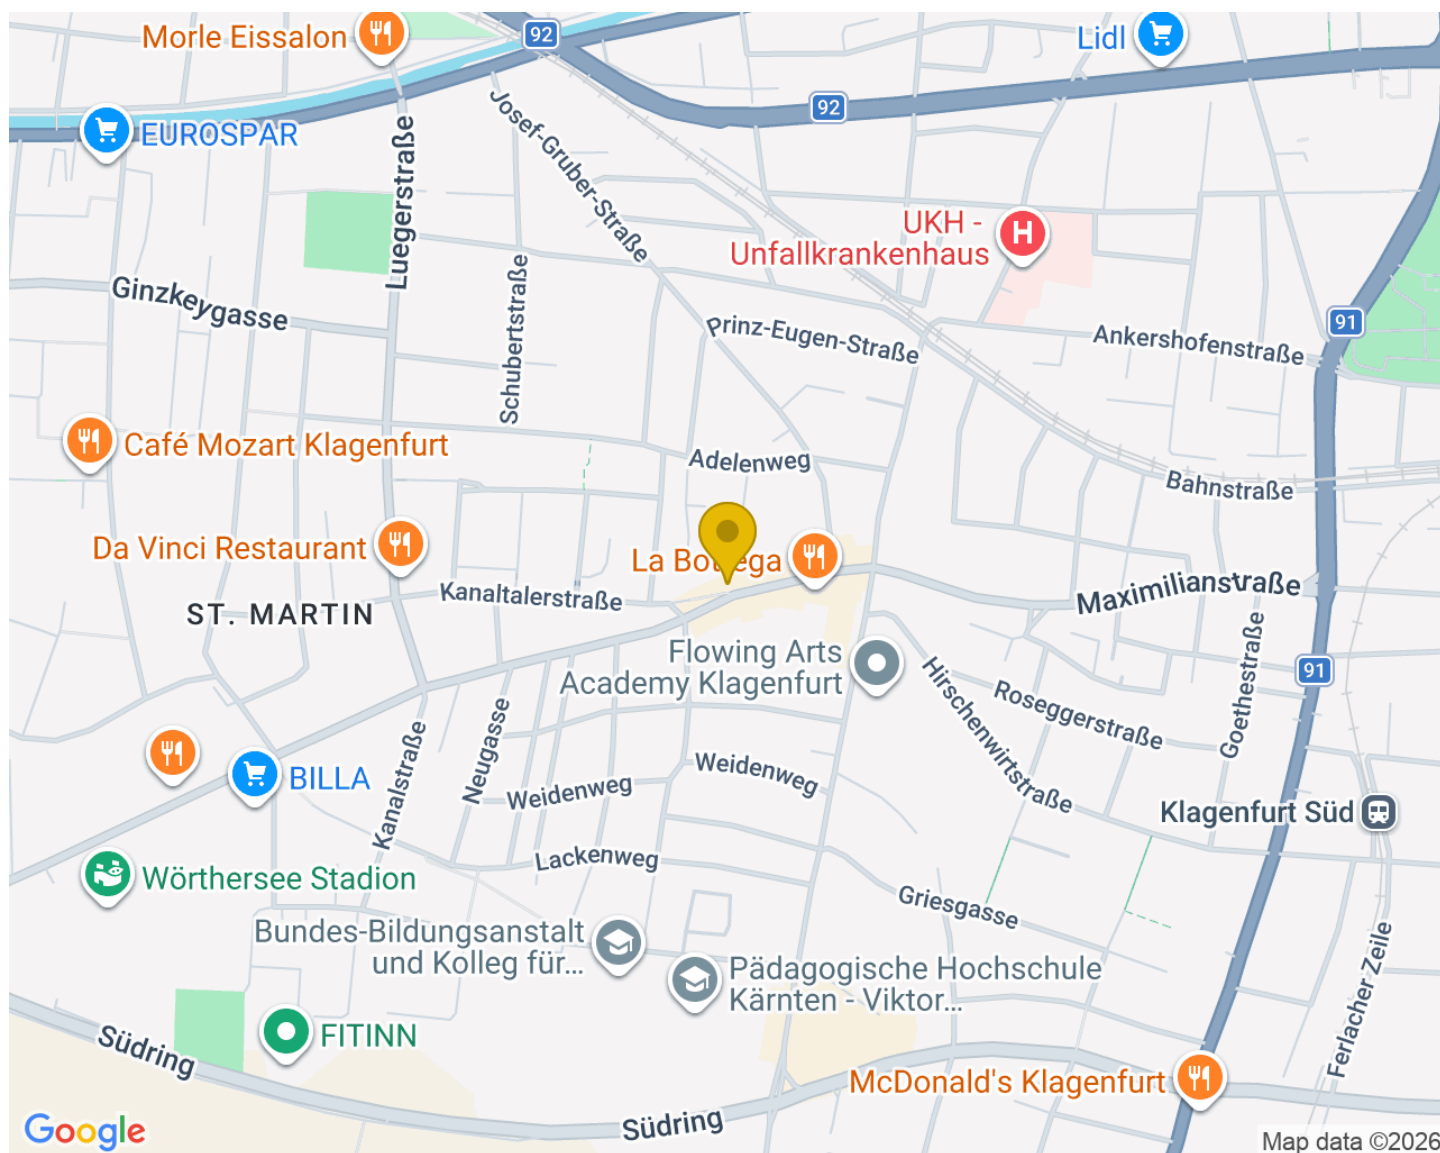 Morle Eissalon
92
Lidl
92
EUROSPAR
Josef-Gruber-Straße
Luegerstraße
UKH -
Unfallkrankenhaus
H
Ginzkeygasse
Schubertstraße
Prinz-Eugen-Straße
91
Ankershofenstraße
Café Mozart Klagenfurt
Adelenweg
Bahnstraße
Da Vinci Restaurant
La Bottega
Kanaltalerstraße
Maximilianstraße
ST. MARTIN
Flowing Arts
Academy Klagenfurt
Hirschenwirtstraße
Roseggerstraße
Goethestraße
91
Neugasse
Kanalstraße
BILLA
Weidenweg
Weidenweg
Klagenfurt Süd
Lackenweg
Wörthersee Stadion
Griesgasse
Bundes-Bildungsanstalt
und Kolleg für...
Pädagogische Hochschule
Kärnten - Viktor...
Ferlacher Zeile
FITINN
Südring
McDonald's Klagenfurt
Südring
Google
Map data ©2026